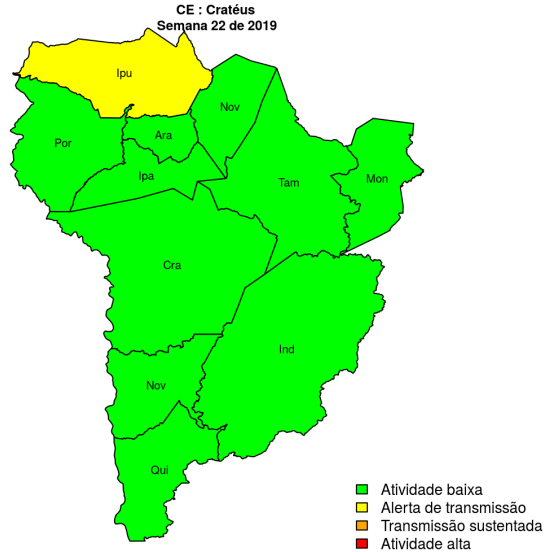 CE : Cratéus
Semana 22 de 2019
Ipu
Nov
Ara
Por
Ipa
Tam
Mon
Cra
Ind
Nov
Qui
Atividade baixa
Alerta de transmissão
Transmissão sustentada
Atividade alta